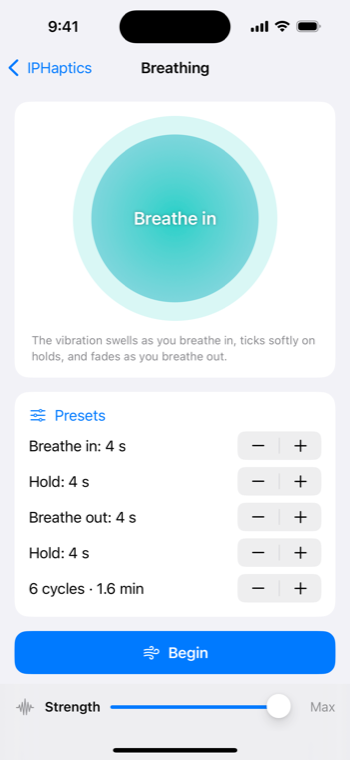 9:41
IPHaptics
Breathing
Breathe in
The vibration swells as you breathe in, ticks softly on
holds, and fades as you breathe out.
Presets
Breathe in: 4 s
Hold: 4 s
Breathe out: 4 s
Hold: 4 s
6 cycles · 1.6 min
Begin
Strength
Max